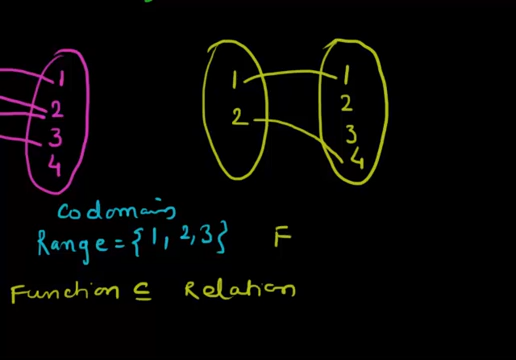 1 1 1
2 2 2
3 3
4 4
Codomain
Range = {1, 2, 3} F
Function ⊆ Relation